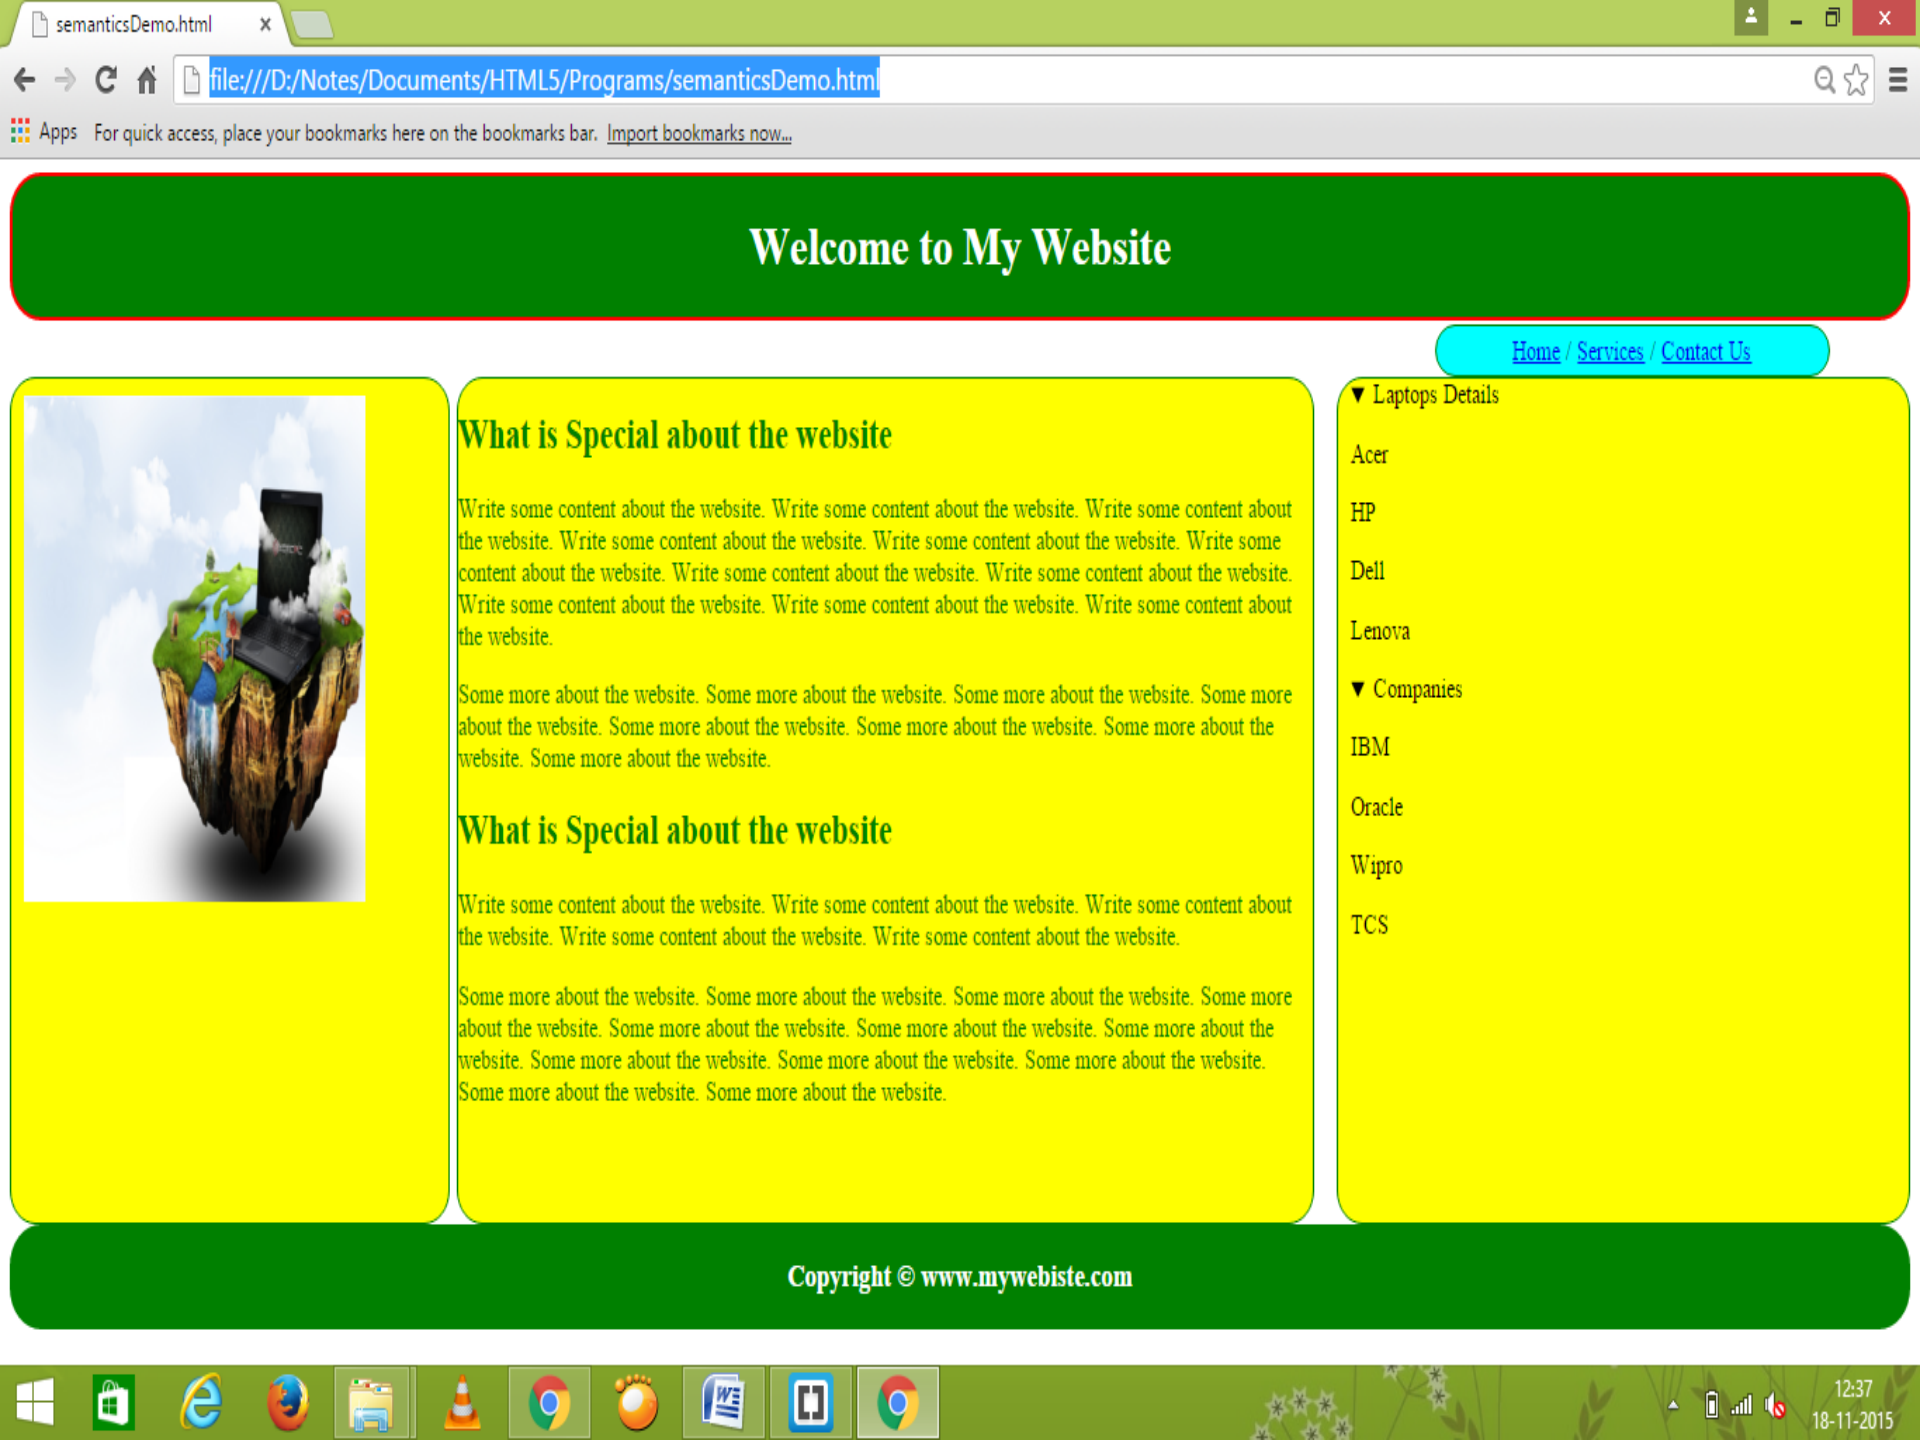 semanticsDemo.html
file:///D:/Notes/Documents/HTML5/Programs/semanticsDemo.html
Apps For quick access, place your bookmarks here on the bookmarks bar. Import bookmarks now...
Welcome to My Website
Home / Services / Contact Us
What is Special about the website
Write some content about the website. Write some content about the website. Write some content about
the website. Write some content about the website. Write some content about the website. Write some
content about the website. Write some content about the website. Write some content about the website.
Write some content about the website. Write some content about the website. Write some content about
the website.
Some more about the website. Some more about the website. Some more about the website. Some more
about the website. Some more about the website. Some more about the website. Some more about the
website. Some more about the website.
What is Special about the website
Write some content about the website. Write some content about the website. Write some content about
the website. Write some content about the website. Write some content about the website.
Some more about the website. Some more about the website. Some more about the website. Some more
about the website. Some more about the website. Some more about the website. Some more about the
website. Some more about the website. Some more about the website. Some more about the website.
Some more about the website. Some more about the website.
▼ Laptops Details
Acer
HP
Dell
Lenova
▼ Companies
IBM
Oracle
Wipro
TCS
Copyright © www.mywebiste.com
12:37
18-11-2015